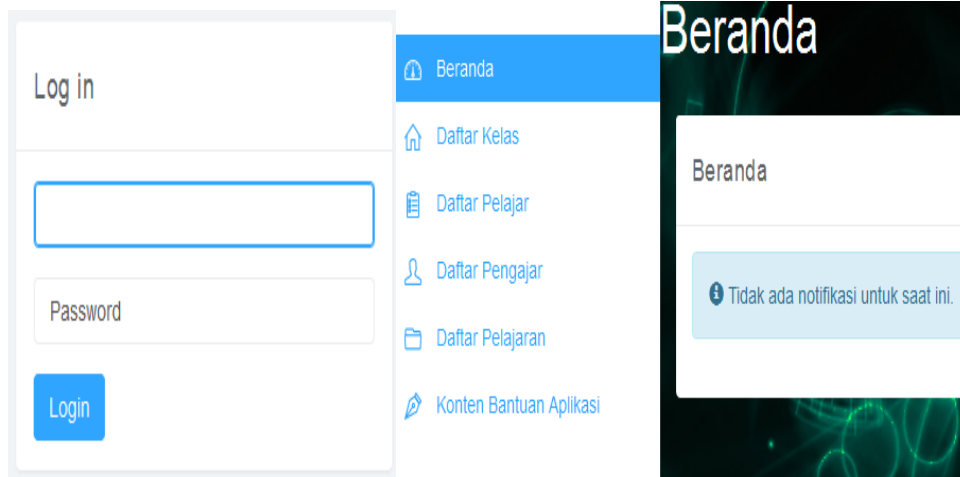 Log in
Password
Login
Beranda
Daftar Kelas
Daftar Pelajar
Daftar Pengajar
Daftar Pelajaran
Konten Bantuan Aplikasi
Beranda
Beranda
Tidak ada notifikasi untuk saat ini.